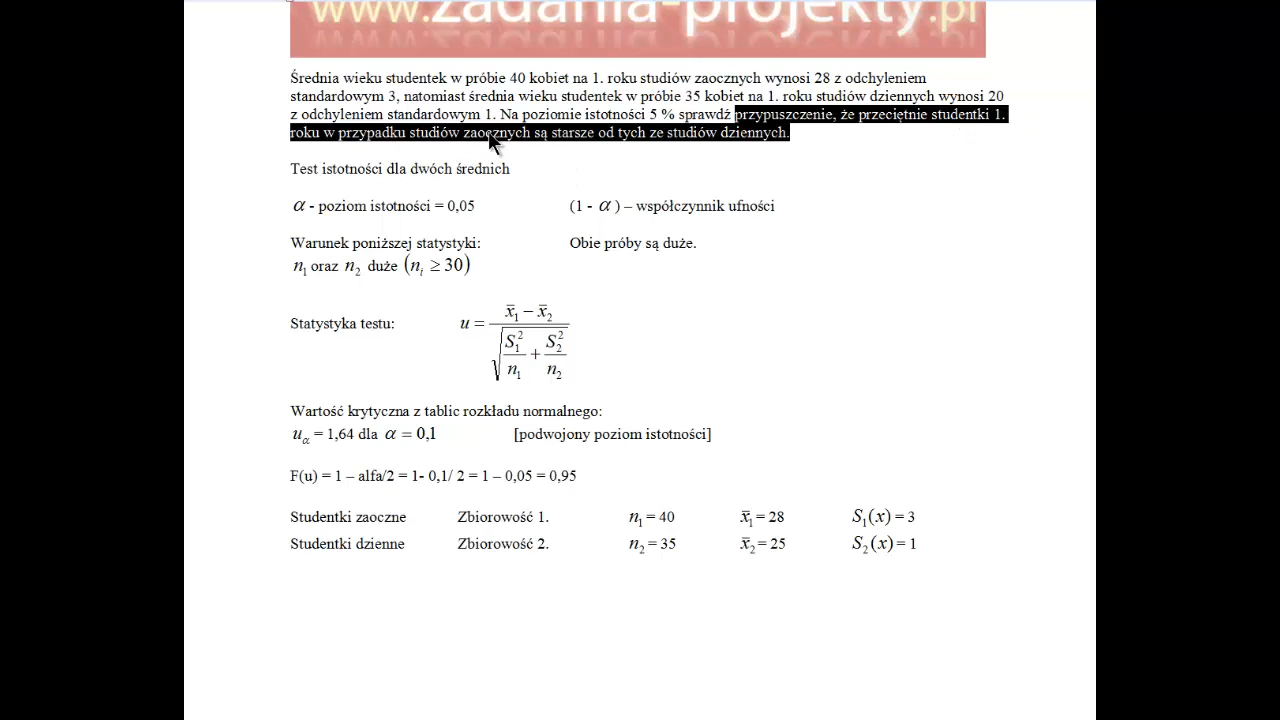 www.zadania-projekty.pl
Średnia wieku studentek w próbie 40 kobiet na 1. roku studiów zaocznych wynosi 28 z odchyleniem
standardowym 3, natomiast średnia wieku studentek w próbie 35 kobiet na 1. roku studiów dziennych wynosi 20
z odchyleniem standardowym 1. Na poziomie istotności 5 % sprawdź przypuszczenie, że przeciętnie studentki 1.
roku w przypadku studiów zaocznych są starsze od tych ze studiów dziennych.
Test istotności dla dwóch średnich
α - poziom istotności = 0,05 (1 - α ) – współczynnik ufności
Warunek poniższej statystyki: Obie próby są duże.
n₁ oraz n₂ duże (nᵢ ≥ 30)
Statystyka testu: u = (x̄₁ − x̄₂) / √(S₁²/n₁ + S₂²/n₂)
Wartość krytyczna z tablic rozkładu normalnego:
u_α = 1,64 dla α = 0,1 [podwojony poziom istotności]
F(u) = 1 – alfa/2 = 1- 0,1/ 2 = 1 – 0,05 = 0,95
Studentki zaoczne Zbiorowość 1. n₁ = 40 x̄₁ = 28 S₁(x) = 3
Studentki dzienne Zbiorowość 2. n₂ = 35 x̄₂ = 25 S₂(x) = 1